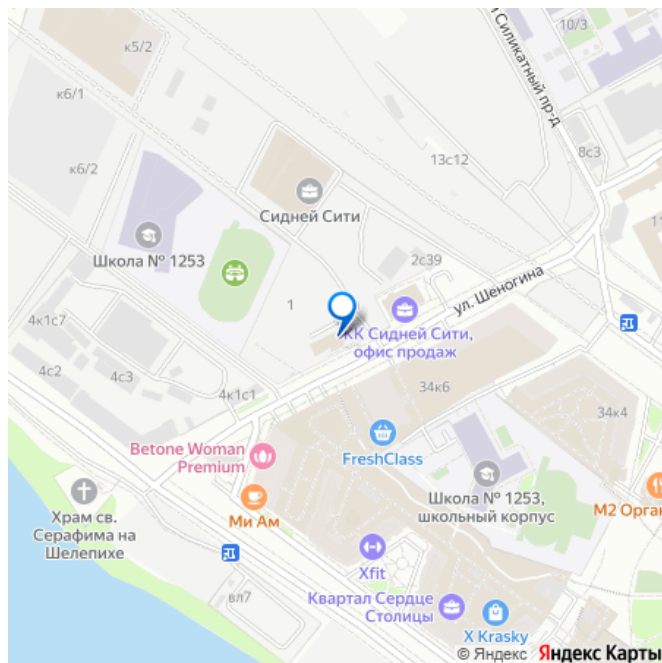 10/3
к5/2
Силикатный пр-д
к6/1
8с3
13с12
к6/2
Сидней Сити
Школа № 1253
2с39
ул. Шеногина
1
КК Сидней Сити,
офис продаж
4к1с7
4с2
4с3
4к1с1
34к6
34к4
Betone Woman
Premium
FreshClass
Школа № 1253,
школьный корпус
М2 Орган
Ми Ам
Храм св.
Серафима на
Шелепихе
Xfit
вл7
Квартал Сердце
Столицы
X Krasky
© Яндекс Яндекс Карты